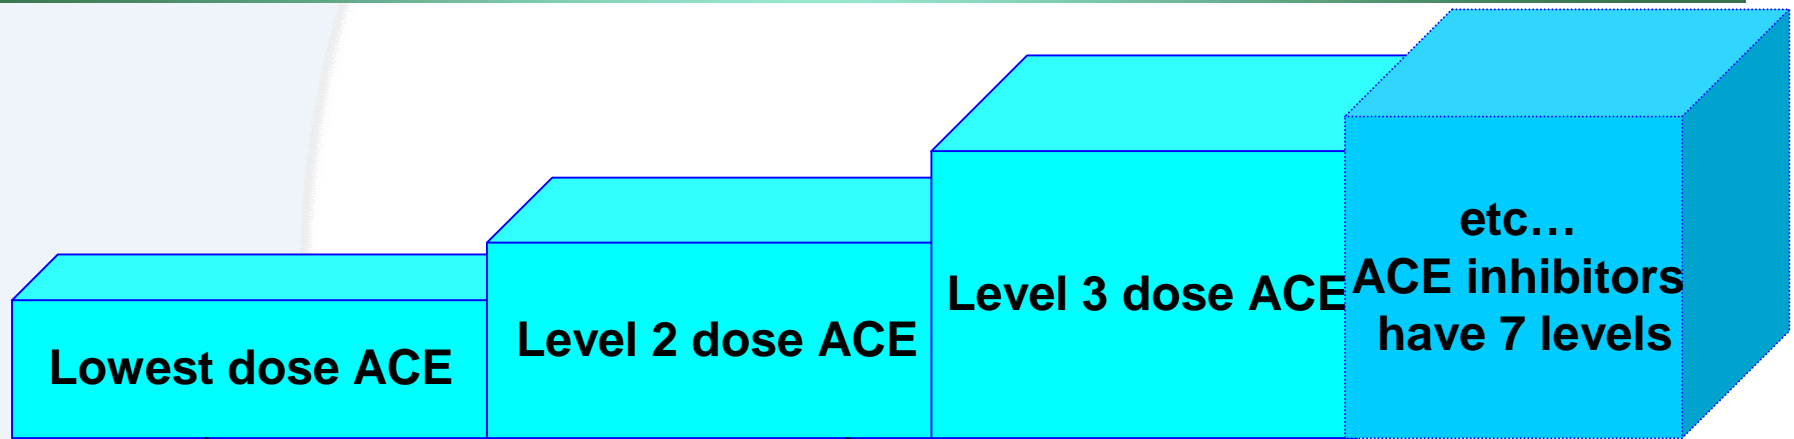 Lowest dose ACE
Level 2 dose ACE
Level 3 dose ACE
etc…
ACE inhibitors
have 7 levels